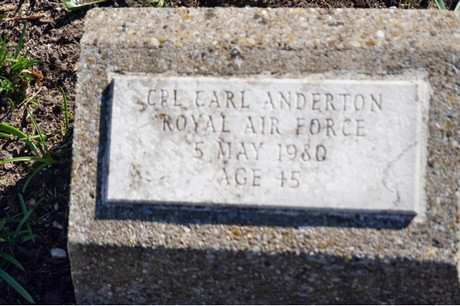 CPL CARL ANDERTON
ROYAL AIR FORCE
5 MAY 1980
AGE 45